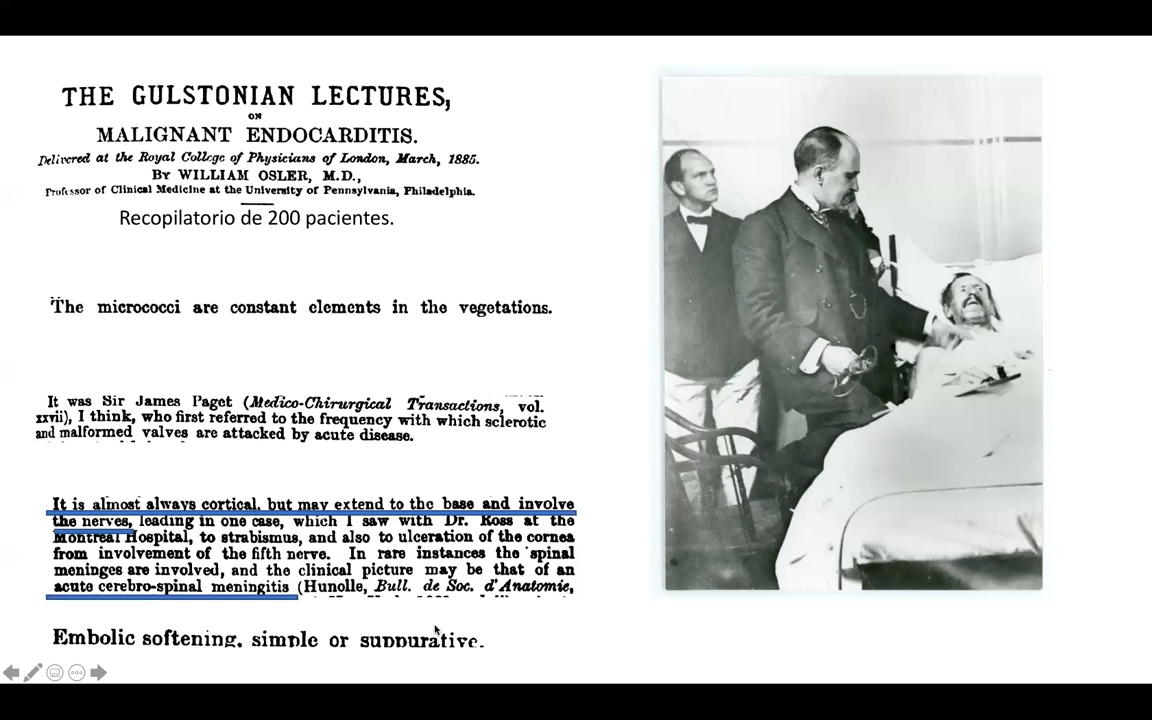 THE GULSTONIAN LECTURES,
ON
MALIGNANT ENDOCARDITIS.
Delivered at the Royal College of Physicians of London, March, 1885.
BY WILLIAM OSLER, M.D.,
Professor of Clinical Medicine at the University of Pennsylvania, Philadelphia.
Recopilatorio de 200 pacientes.
The micrococci are constant elements in the vegetations.
It was Sir James Paget (Medico-Chirurgical Transactions, vol.
xxvii), I think, who first referred to the frequency with which sclerotic
and malformed valves are attacked by acute disease.
It is almost always cortical, but may extend to the base and involve
the nerves, leading in one case, which I saw with Dr. Ross at the
Montreal Hospital, to strabismus, and also to ulceration of the cornea
from involvement of the fifth nerve. In rare instances the spinal
meninges are involved, and the clinical picture may be that of an
acute cerebro-spinal meningitis (Hunolle, Bull. de Soc. d'Anatomie,
Embolic softening, simple or suppurative.